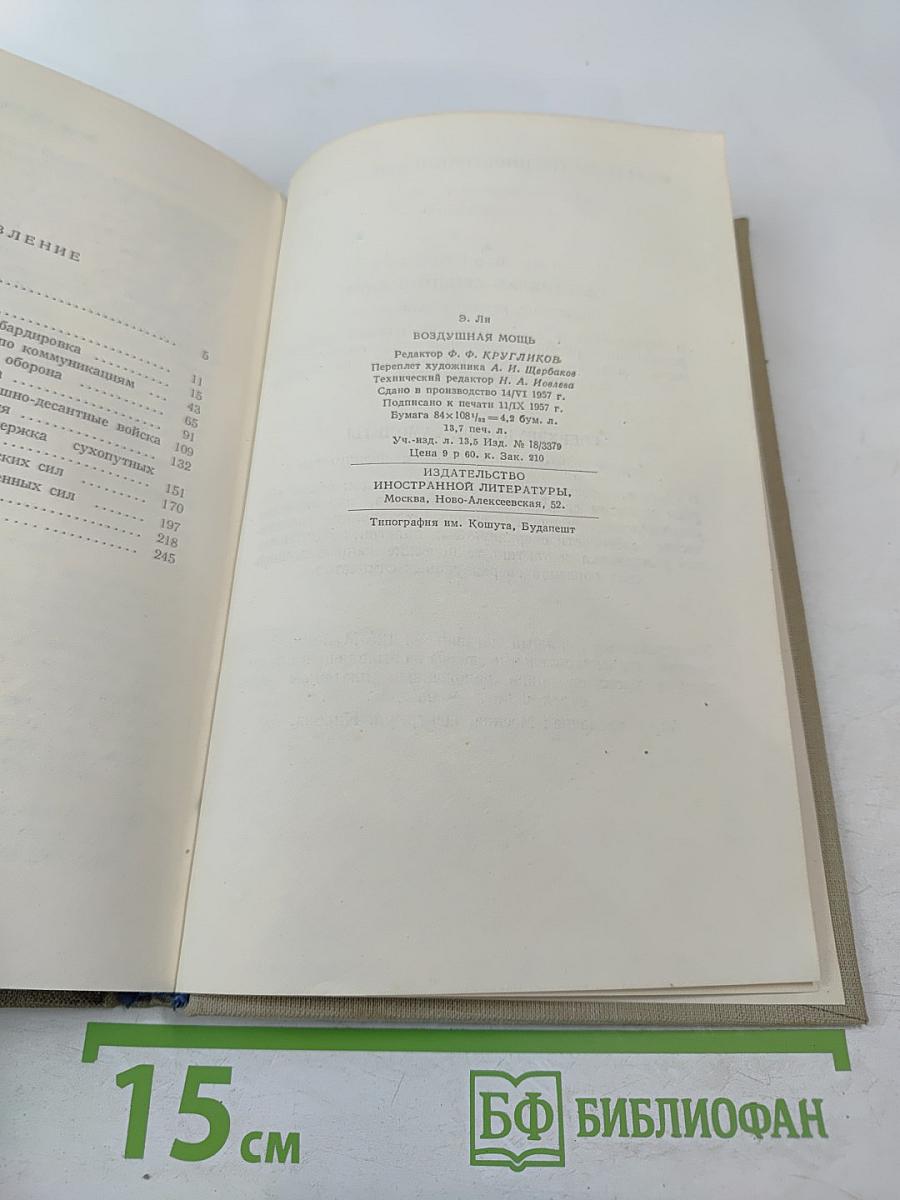 ВЛЕНИЕ
5
бардировка 11
по коммуникациям 15
оборона 43
65
шно-десантные войска 91
ия 109
держка сухопутных 132
ских сил 151
енных сил 170
197
218
245
Э. Ли
ВОЗДУШНАЯ МОЩЬ
Редактор Ф. Ф. КРУГЛИКОВ
Переплет художника А. И. Щербаков
Технический редактор Н. А. Иовлева
Сдано в производство 14/VI 1957 г.
Подписано к печати 11/IX 1957 г.
Бумага 84×108¹/₃₂=4,2 бум. л.
13,7 печ. л.
Уч.-изд. л. 13,5 Изд. № 18/3379
Цена 9 р 60. к. Зак. 210
ИЗДАТЕЛЬСТВО
ИНОСТРАННОЙ ЛИТЕРАТУРЫ,
Москва, Ново-Алексеевская, 52.
Типография им. Кошута, Будапешт
15 см
БФ БИБЛИОФАН